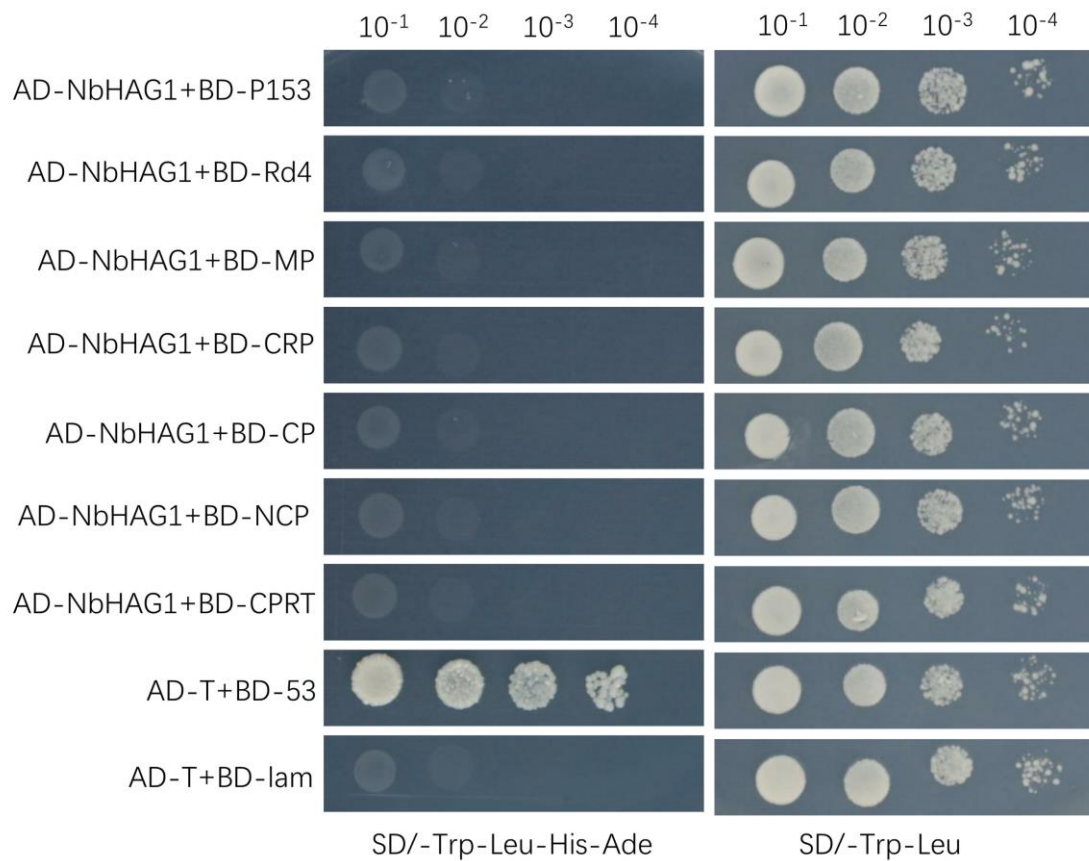 10⁻¹ 10⁻² 10⁻³ 10⁻⁴ 10⁻¹ 10⁻² 10⁻³ 10⁻⁴
AD-NbHAG1+BD-P153
AD-NbHAG1+BD-Rd4
AD-NbHAG1+BD-MP
AD-NbHAG1+BD-CRP
AD-NbHAG1+BD-CP
AD-NbHAG1+BD-NCP
AD-NbHAG1+BD-CPRT
AD-T+BD-53
AD-T+BD-lam
SD/-Trp-Leu-His-Ade SD/-Trp-Leu